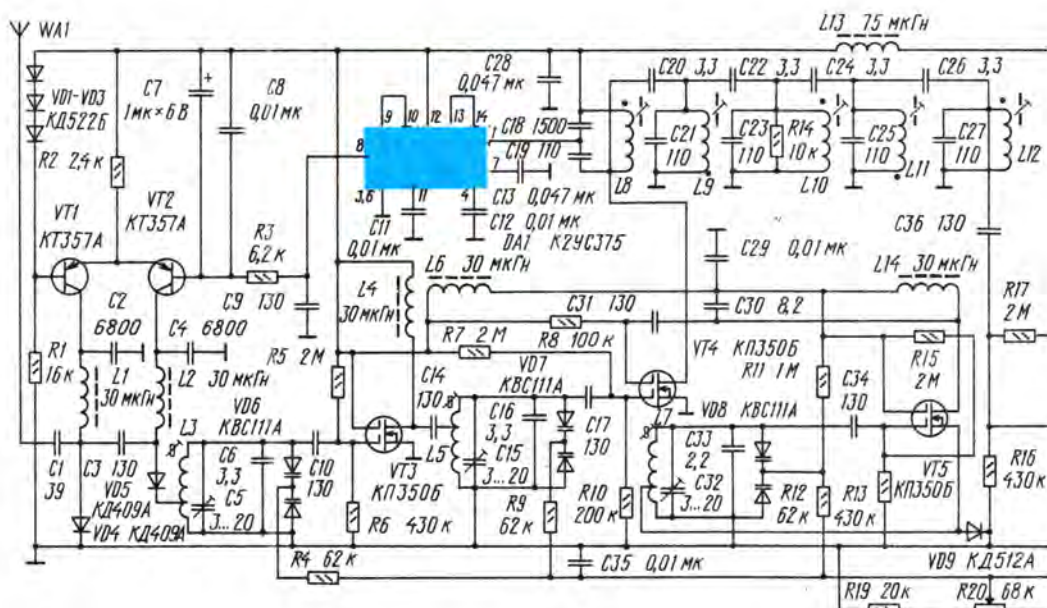 WA1
L13 75 мкГн
C7
1мк×6В
C8
0,01мк
C28
0,047 мк
C20 3,3
C22 3,3
C24 3,3
C26 3,3
VD1-VD3
КД522Б
9
10
12
13
14
C18 1500
C19 110
1
8
7
3,6
11
4
C21
110
C23
110
R14
10к
C25
110
C27
110
L8
L9
L10
L11
L12
R2 2,4к
VT1
КТ357А
VT2
КТ357А
R3
6,2к
C13 0,047 мк
C12 0,01 мк
DA1 К2УС375
C11
0,01мк
C36 130
C29 0,01 мк
L6 30 мкГн
L14 30 мкГн
C2
6800
C4 6800
C9 130
L4
30мкГн
C31 130
C30 8,2
R17
2М
R7 2М
R8 100к
R1
16к
L1
30мкГн
L2 30мкГн
R5 2М
VD7
КВС111А
VT4 КП350Б
R11 1М
R15
2М
VD6
КВС111А
C14
130
C16
3,3
C17
130
L7
VD8 КВС111А
C34
130
L3
C6
3,3
C10
130
L5
C15
3...20
C33
2,2
C1
39
C3 130
VD5
КД409А
VD4 КД409А
C5
3...20
VT3
КП350Б
C32
3...20
VT5
КП350Б
R16
430к
R6 430к
R9
62к
R10
200к
R12
62к
R13
430к
R4 62к
C35 0,01мк
VD9 КД512А
R19 20к
R20 68к